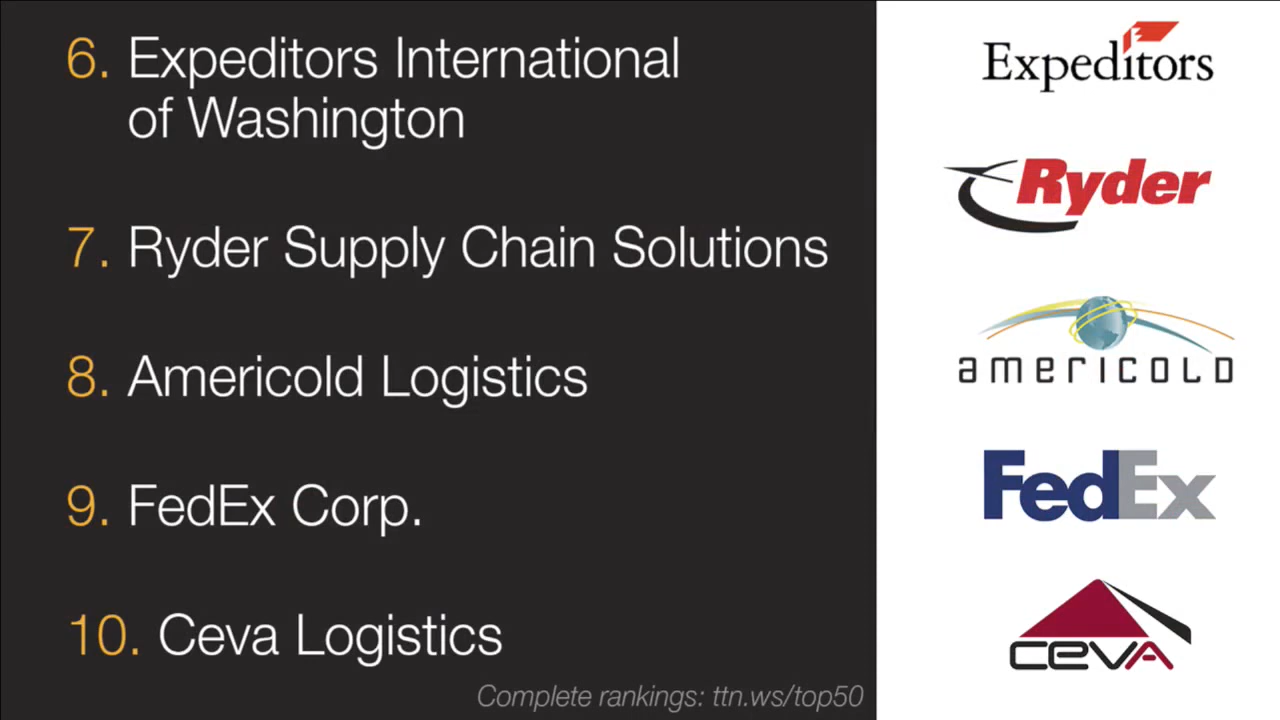 6. Expeditors International
of Washington
Expeditors
7. Ryder Supply Chain Solutions
Ryder
8. Americold Logistics
americold
9. FedEx Corp.
FedEx
10. Ceva Logistics
ceva
Complete rankings: ttn.ws/top50